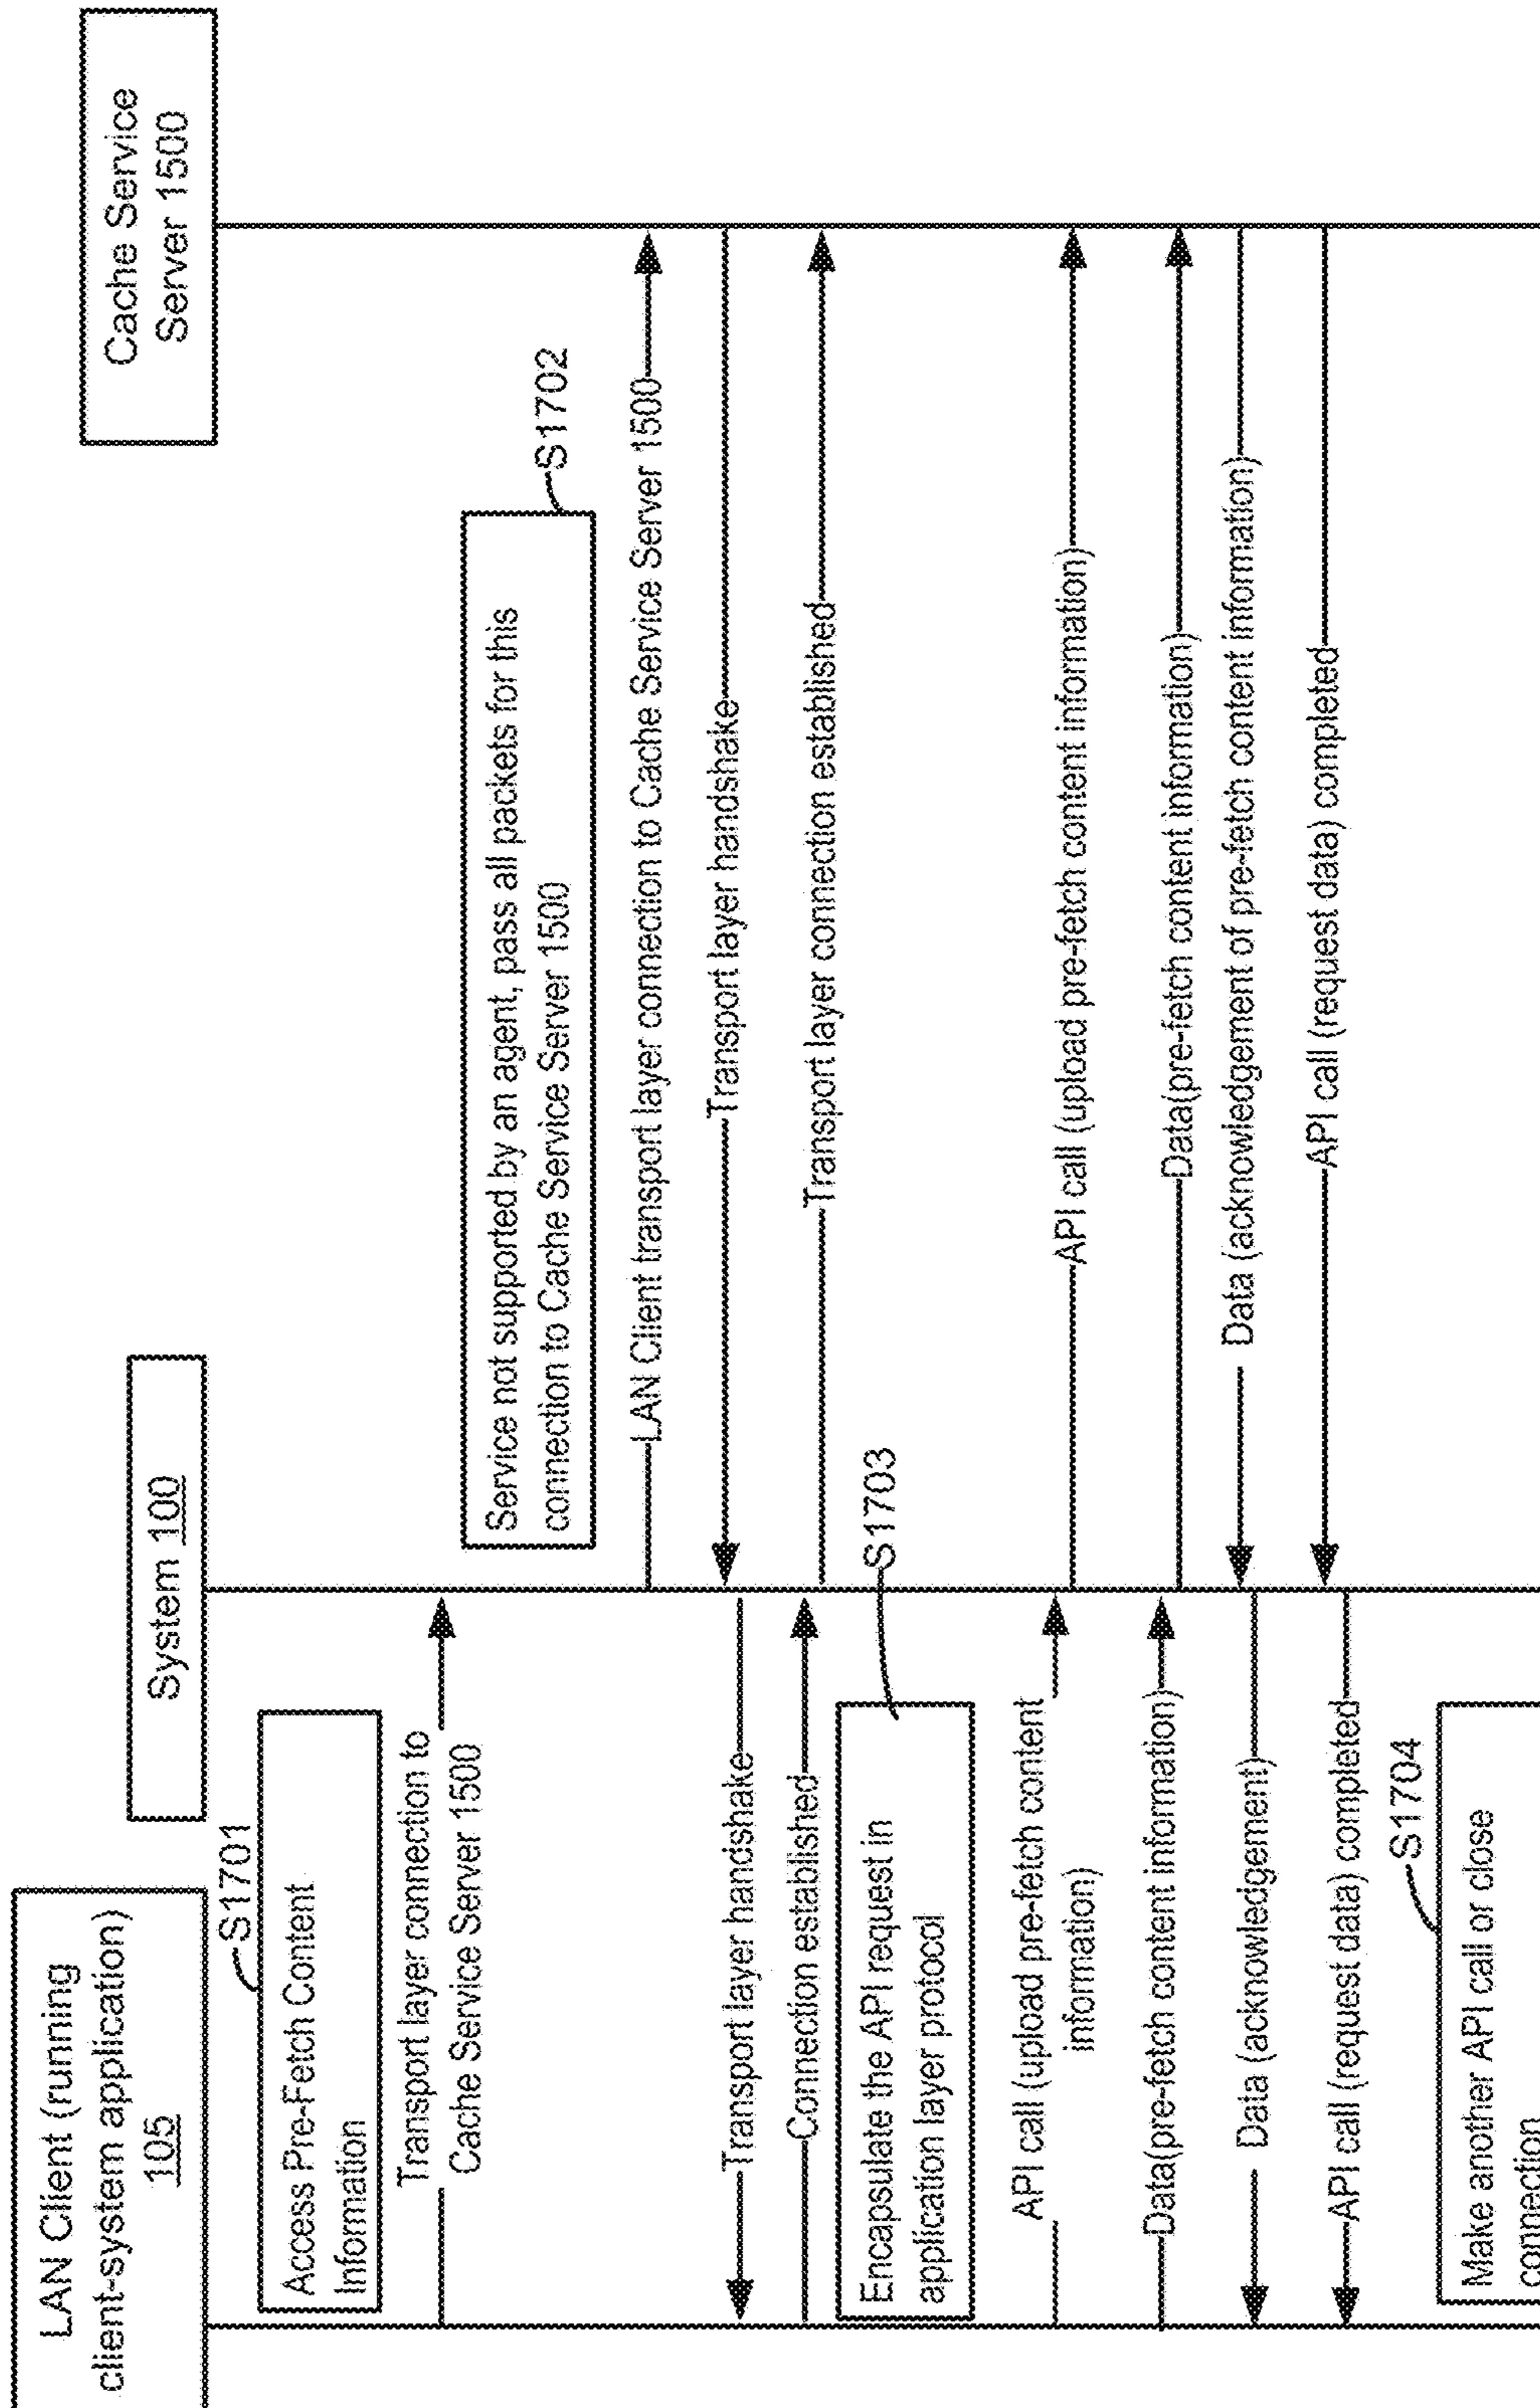 LAN Client (running
client-system application)
105
System 100
Cache Service
Server 1500
S1701
Access Pre-Fetch Content
Information
Transport layer connection to
Cache Service Server 1500
S1702
Service not supported by an agent, pass all packets for this
connection to Cache Service Server 1500
LAN Client transport layer connection to Cache Service Server 1500
Transport layer handshake
Transport layer handshake
Connection established
Transport layer connection established
S1703
Encapsulate the API request in
application layer protocol
API call (upload pre-fetch content
information)
API call (upload pre-fetch content information)
Data(pre-fetch content information)
Data(pre-fetch content information)
Data (acknowledgement)
Data (acknowledgement of pre-fetch content information)
API call (request data) completed
API call (request data) completed
S1704
Make another API call or close
connection